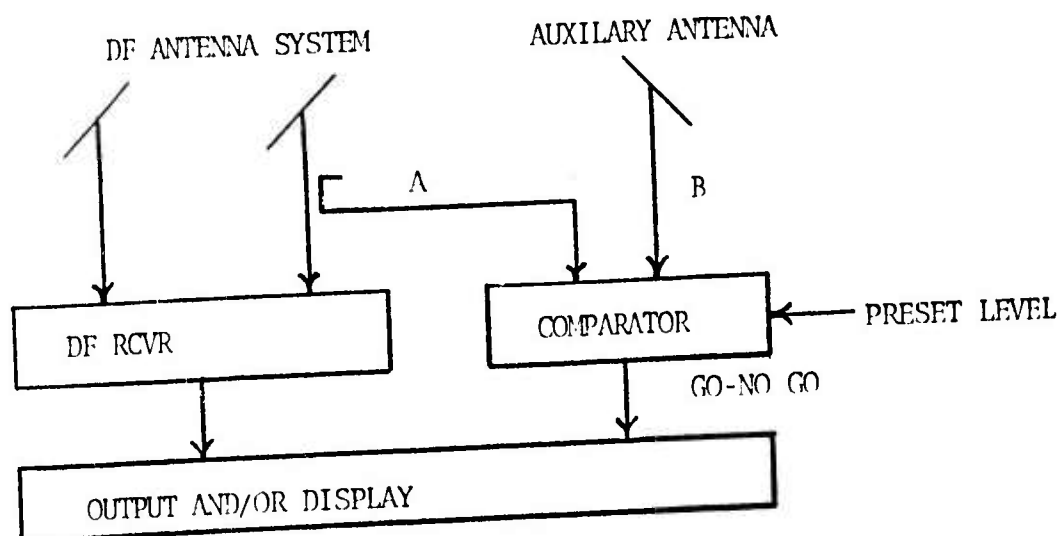 DF ANTENNA SYSTEM
AUXILARY ANTENNA
A
B
DF RCVR
COMPARATOR
PRESET LEVEL
GO-NO GO
OUTPUT AND/OR DISPLAY